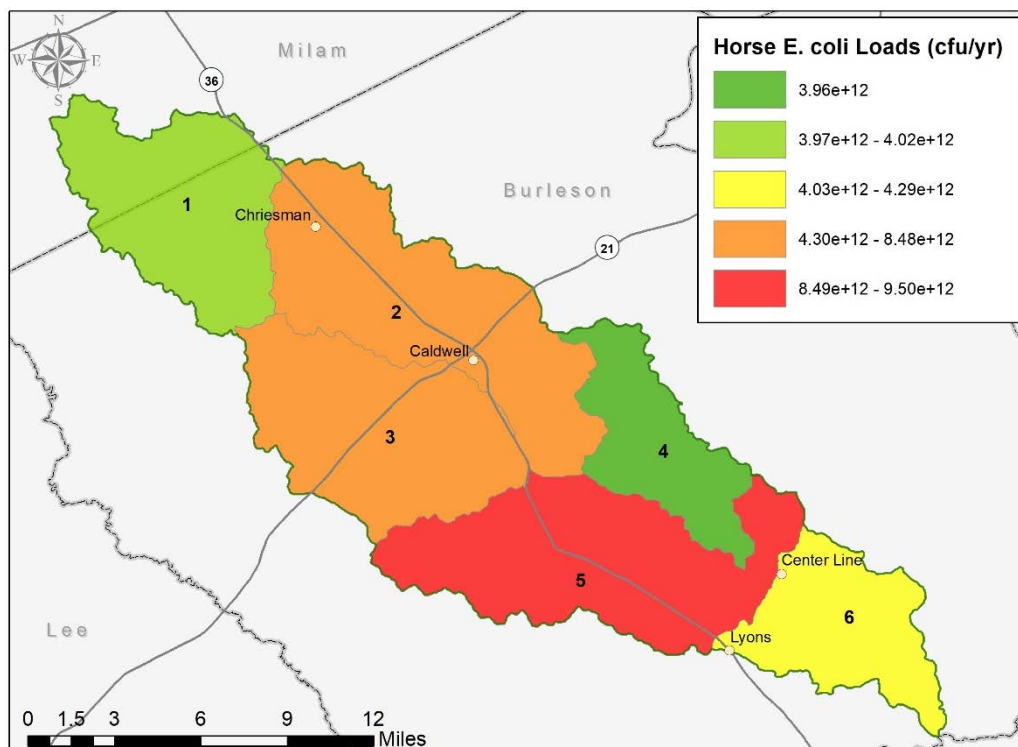 N
W E
S
Milam
36
Horse E. coli Loads (cfu/yr)
3.96e+12
3.97e+12 - 4.02e+12
4.03e+12 - 4.29e+12
4.30e+12 - 8.48e+12
8.49e+12 - 9.50e+12
Burleson
1
Chriesman
21
2
Caldwell
3
4
5
Center Line
6
Lee
Lyons
0 1.5 3 6 9 12
Miles